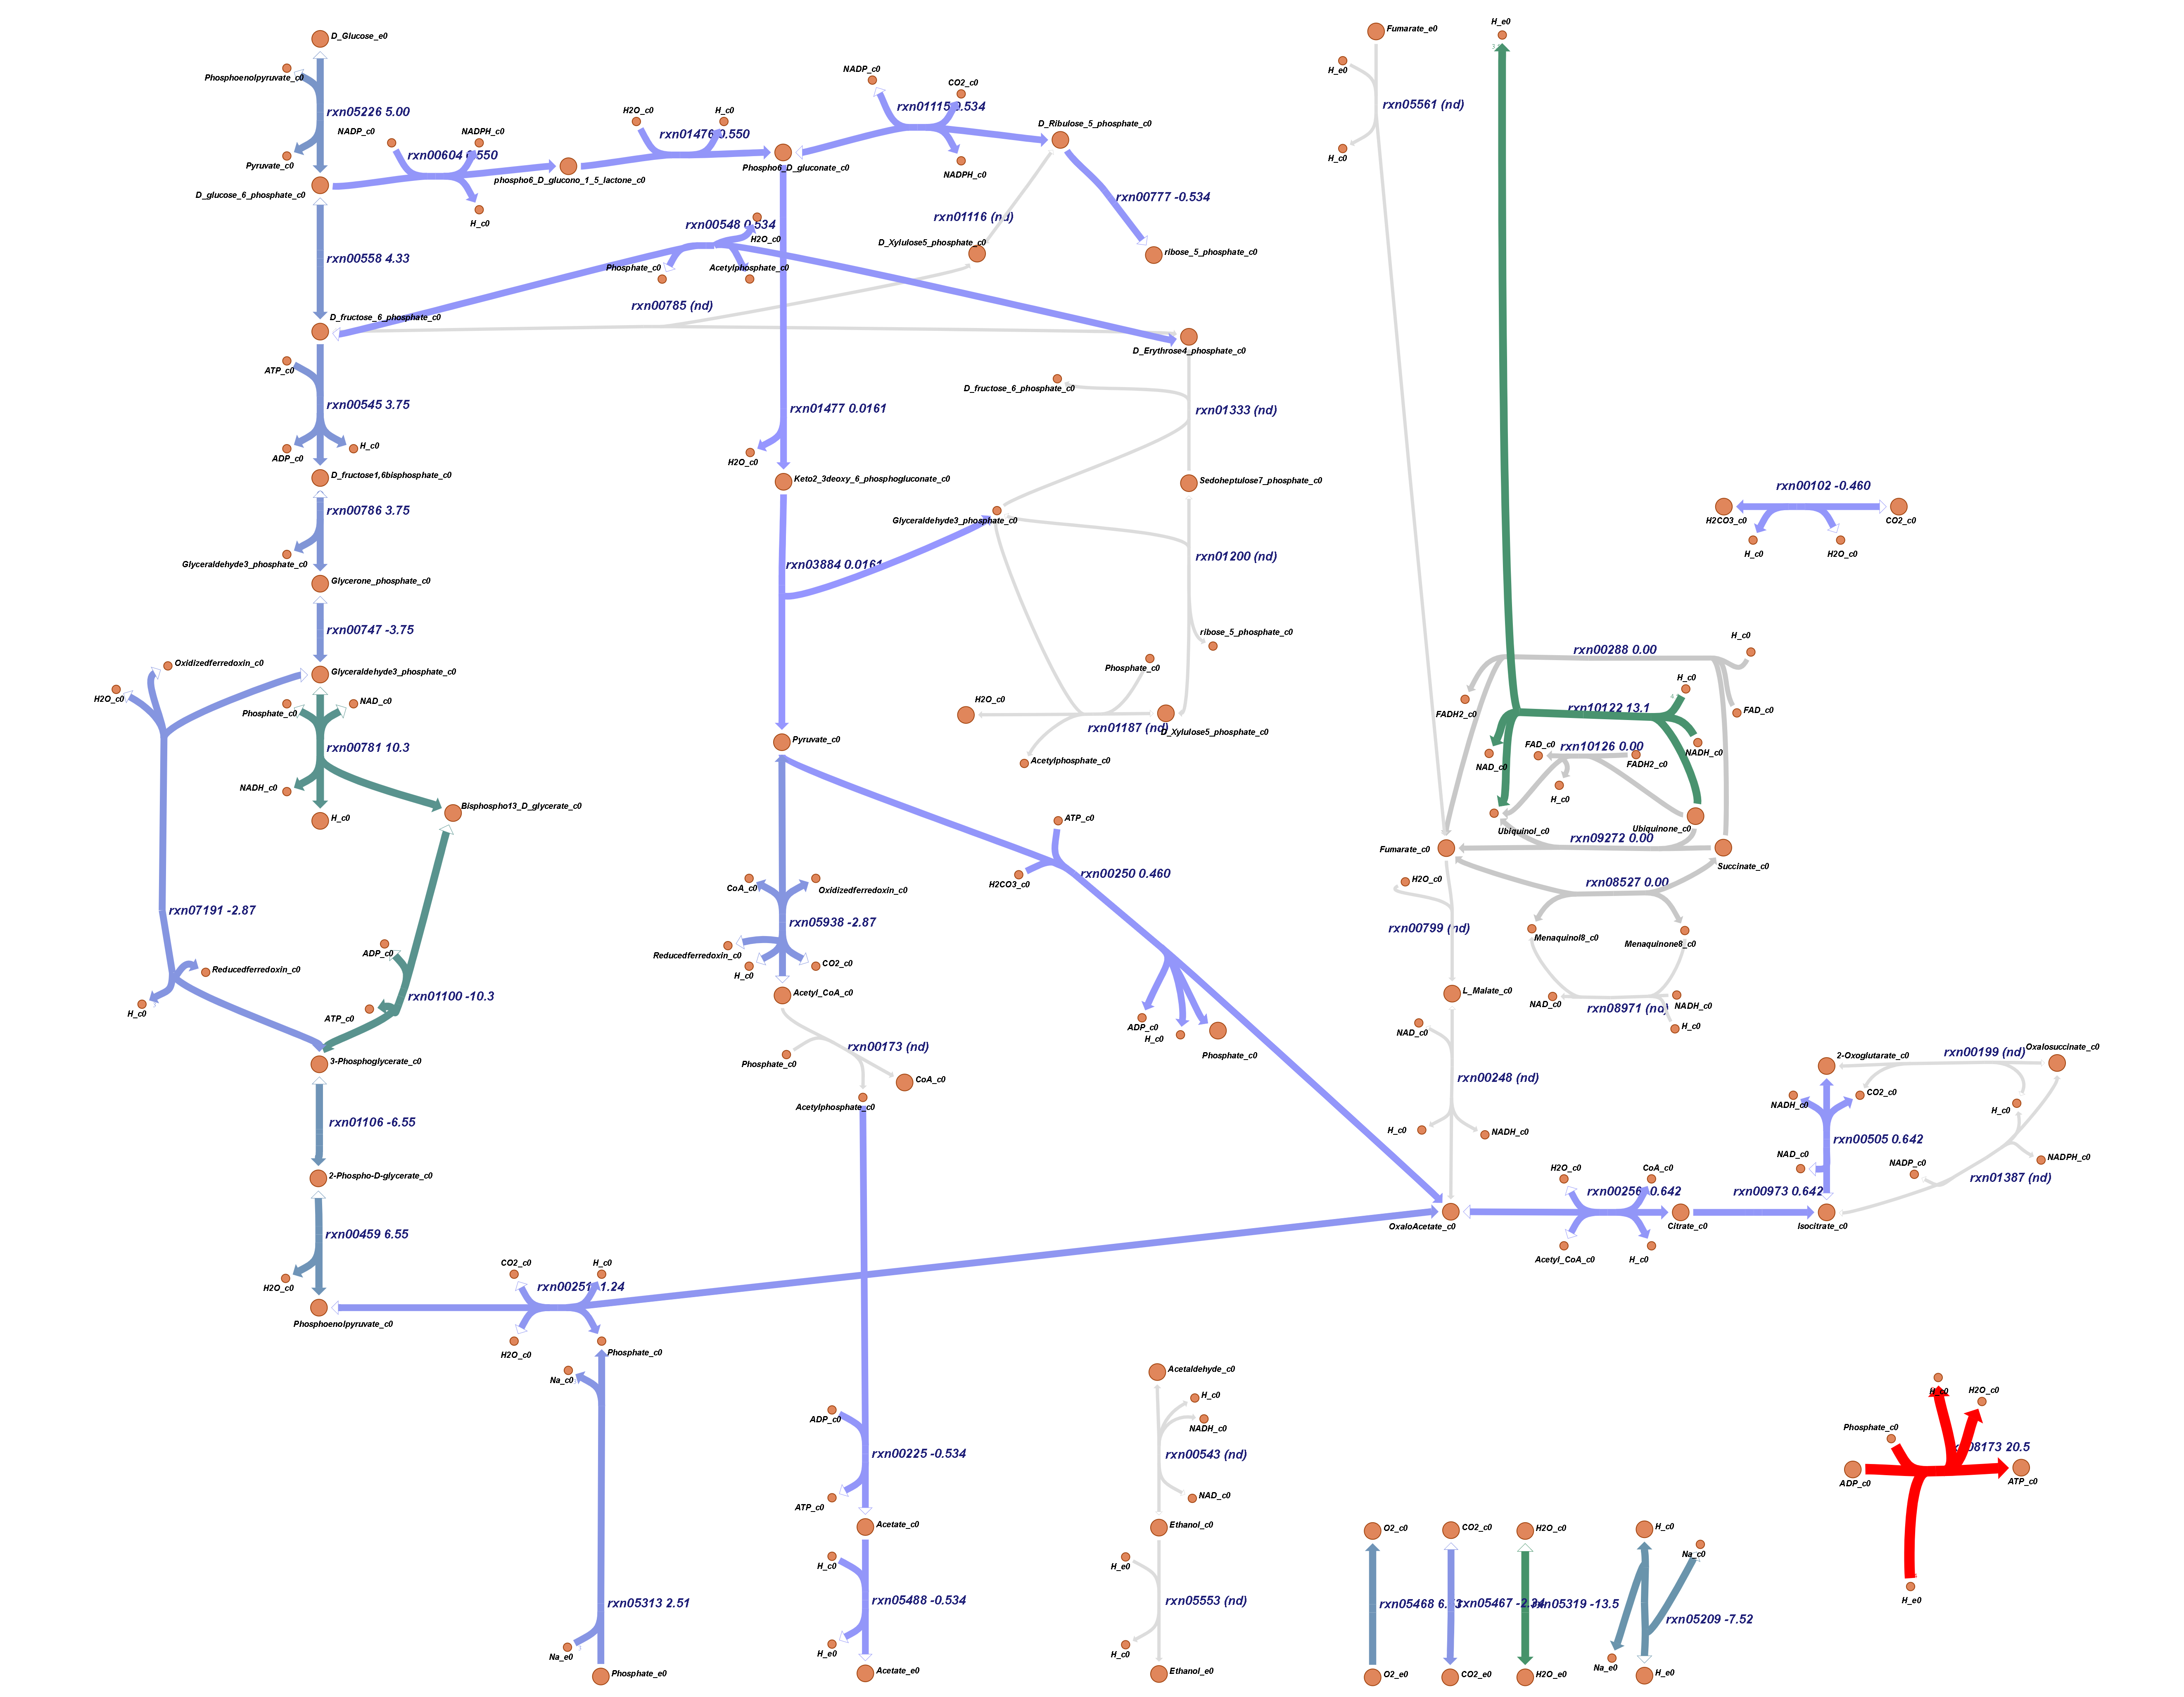 D_Glucose_e0
Phosphoenolpyruvate_c0
rxn05226 5.00
Pyruvate_c0
D_glucose_6_phosphate_c0
NADP_c0
NADPH_c0
rxn00604 0.550
H_c0
phospho6_D_glucono_1_5_lactone_c0
H2O_c0
H_c0
rxn01476 0.550
Phospho6_D_gluconate_c0
NADP_c0
CO2_c0
rxn01115 0.534
NADPH_c0
D_Ribulose_5_phosphate_c0
rxn00777 -0.534
ribose_5_phosphate_c0
rxn01116 (nd)
D_Xylulose5_phosphate_c0
rxn00558 4.33
rxn00548 0.534
H2O_c0
Phosphate_c0
Acetylphosphate_c0
rxn00785 (nd)
D_fructose_6_phosphate_c0
D_Erythrose4_phosphate_c0
ATP_c0
rxn00545 3.75
ADP_c0
H_c0
D_fructose1,6bisphosphate_c0
rxn00786 3.75
Glyceraldehyde3_phosphate_c0
Glycerone_phosphate_c0
rxn00747 -3.75
Glyceraldehyde3_phosphate_c0
Oxidizedferredoxin_c0
H2O_c0
Phosphate_c0
NAD_c0
rxn00781 10.3
NADH_c0
H_c0
Bisphospho13_D_glycerate_c0
rxn07191 -2.87
Reducedferredoxin_c0
H_c0
ADP_c0
rxn01100 -10.3
ATP_c0
3-Phosphoglycerate_c0
rxn01106 -6.55
2-Phospho-D-glycerate_c0
rxn00459 6.55
H2O_c0
Phosphoenolpyruvate_c0
CO2_c0
H_c0
rxn00251 1.24
H2O_c0
Phosphate_c0
Na_c0
rxn05313 2.51
Na_e0
Phosphate_e0
rxn01477 0.0161
H2O_c0
Keto2_3deoxy_6_phosphogluconate_c0
rxn03884 0.0161
Pyruvate_c0
D_fructose_6_phosphate_c0
rxn01333 (nd)
Sedoheptulose7_phosphate_c0
Glyceraldehyde3_phosphate_c0
rxn01200 (nd)
ribose_5_phosphate_c0
Phosphate_c0
H2O_c0
rxn01187 (nd)
D_Xylulose5_phosphate_c0
Acetylphosphate_c0
CoA_c0
Oxidizedferredoxin_c0
rxn05938 -2.87
Reducedferredoxin_c0
H_c0
CO2_c0
Acetyl_CoA_c0
ATP_c0
H2CO3_c0
rxn00250 0.460
ADP_c0
H_c0
Phosphate_c0
rxn00173 (nd)
Phosphate_c0
CoA_c0
Acetylphosphate_c0
ADP_c0
rxn00225 -0.534
ATP_c0
Acetate_c0
H_c0
rxn05488 -0.534
H_e0
Acetate_e0
Acetaldehyde_c0
H_c0
NADH_c0
rxn00543 (nd)
NAD_c0
Ethanol_c0
H_e0
rxn05553 (nd)
H_c0
Ethanol_e0
Fumarate_e0
H_e0
rxn05561 (nd)
H_c0
H_e0
3
rxn00102 -0.460
H2CO3_c0
CO2_c0
H_c0
H2O_c0
rxn00288 0.00
H_c0
FADH2_c0
FAD_c0
H_c0
4
rxn10122 13.1
NAD_c0
NADH_c0
FAD_c0
rxn10126 0.00
FADH2_c0
H_c0
Ubiquinol_c0
Ubiquinone_c0
rxn09272 0.00
Fumarate_c0
Succinate_c0
rxn08527 0.00
Menaquinol8_c0
Menaquinone8_c0
NAD_c0
NADH_c0
rxn08971 (nd)
H_c0
H2O_c0
rxn00799 (nd)
L_Malate_c0
NAD_c0
rxn00248 (nd)
H_c0
NADH_c0
OxaloAcetate_c0
H2O_c0
CoA_c0
rxn00256 -0.642
Acetyl_CoA_c0
H_c0
Citrate_c0
rxn00973 0.642
Isocitrate_c0
2-Oxoglutarate_c0
rxn00199 (nd)
Oxalosuccinate_c0
NADH_c0
CO2_c0
H_c0
rxn00505 0.642
NAD_c0
NADP_c0
NADPH_c0
rxn01387 (nd)
H_c0
H2O_c0
Phosphate_c0
08173 20.5
ADP_c0
ATP_c0
H_e0
O2_c0
rxn05468 6.
O2_e0
CO2_c0
rxn05467 -2.34
CO2_e0
H2O_c0
rxn05319 -13.5
H2O_e0
H_c0
Na_c0
rxn05209 -7.52
Na_e0
H_e0